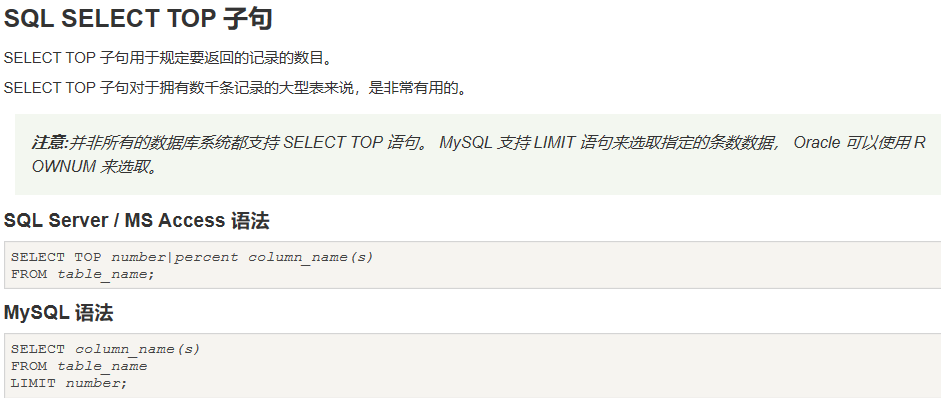 SQL SELECT TOP 子句
SELECT TOP 子句用于规定要返回的记录的数目。
SELECT TOP 子句对于拥有数千条记录的大型表来说，是非常有用的。
注意:并非所有的数据库系统都支持 SELECT TOP 语句。 MySQL 支持 LIMIT 语句来选取指定的条数数据， Oracle 可以使用 R
OWNUM 来选取。
SQL Server / MS Access 语法
SELECT TOP number|percent column_name(s)
FROM table_name;
MySQL 语法
SELECT column_name(s)
FROM table_name
LIMIT number;